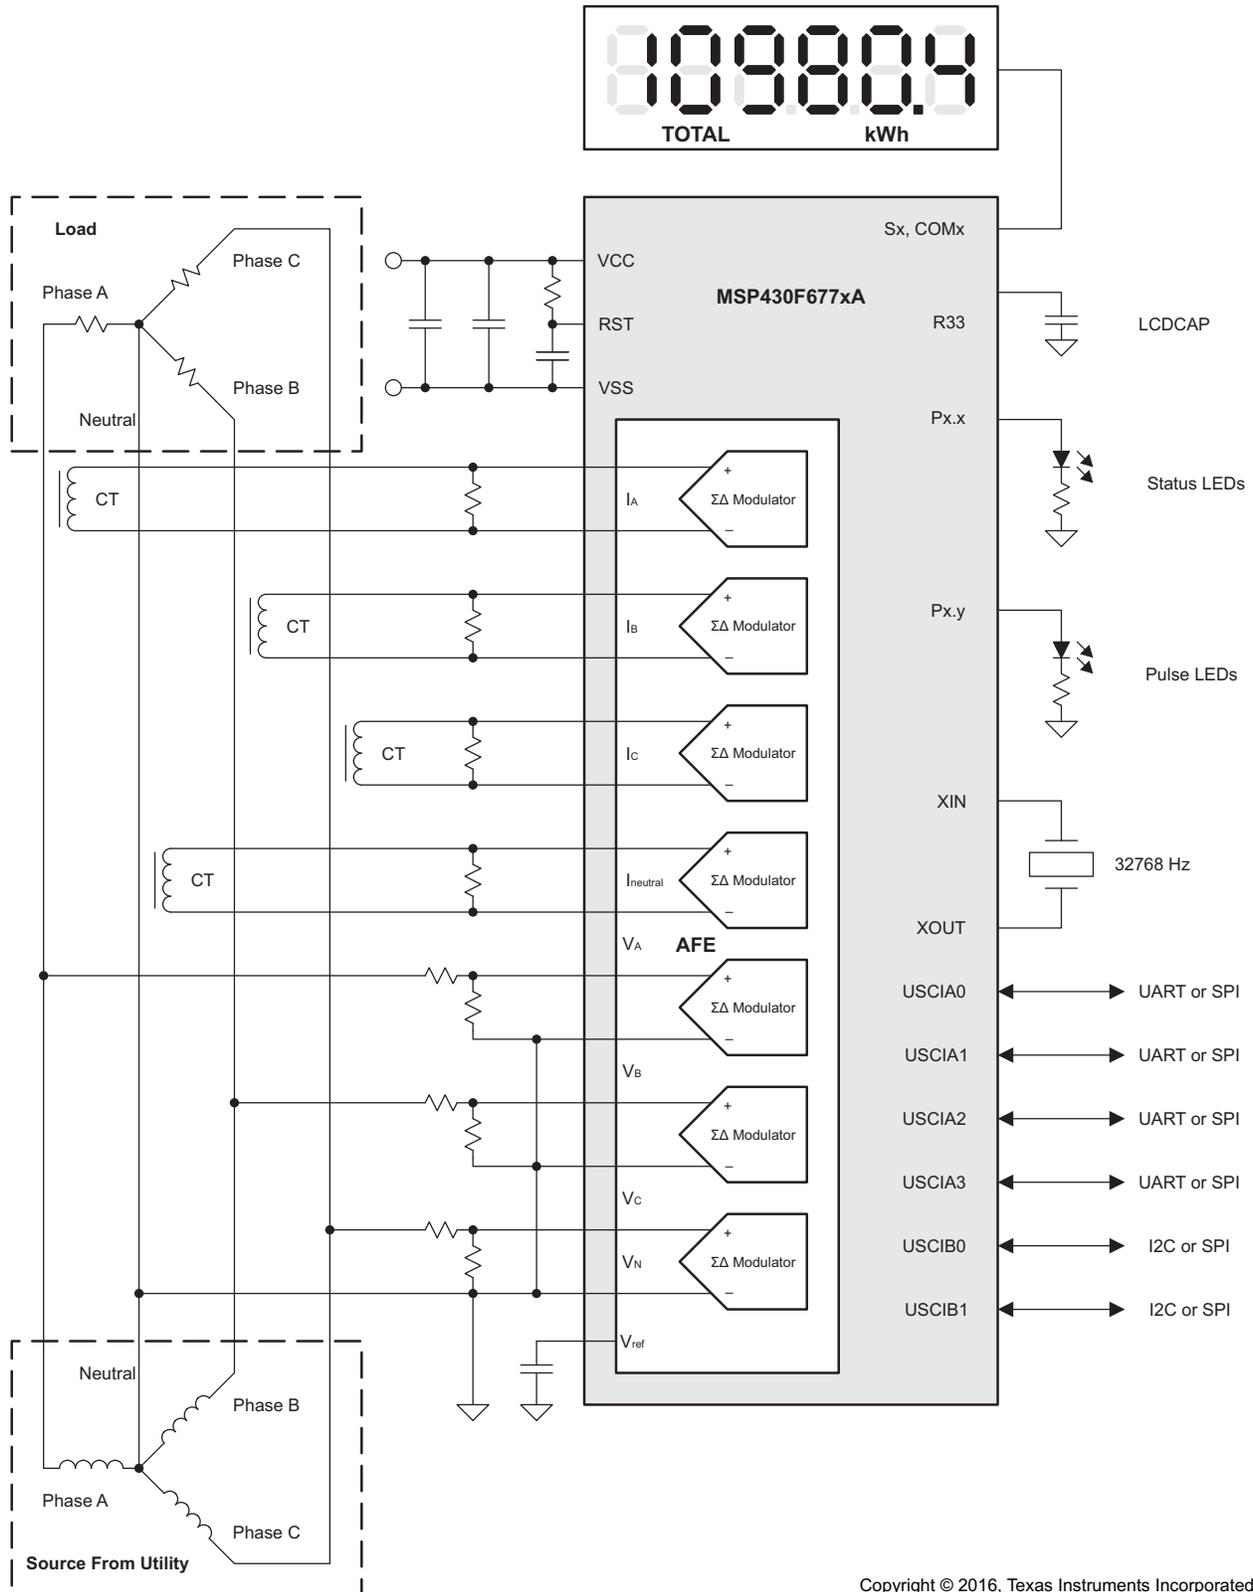 10980.4
TOTAL kWh
Load
Phase C
Phase A
Phase B
Neutral
VCC
RST
VSS
MSP430F677xA
Sx, COMx
R33
LCDCAP
Px.x
Status LEDs
Px.y
Pulse LEDs
XIN
32768 Hz
XOUT
USCIA0 UART or SPI
USCIA1 UART or SPI
USCIA2 UART or SPI
USCIA3 UART or SPI
USCIB0 I2C or SPI
USCIB1 I2C or SPI
CT
IA
+
ΣΔ Modulator
–
CT
IB
+
ΣΔ Modulator
–
CT
IC
+
ΣΔ Modulator
–
CT
Ineutral
+
ΣΔ Modulator
–
VA
AFE
+
ΣΔ Modulator
–
VB
+
ΣΔ Modulator
–
VC
+
VN
ΣΔ Modulator
–
Vref
Neutral
Phase B
Phase A
Phase C
Source From Utility
Copyright © 2016, Texas Instruments Incorporated